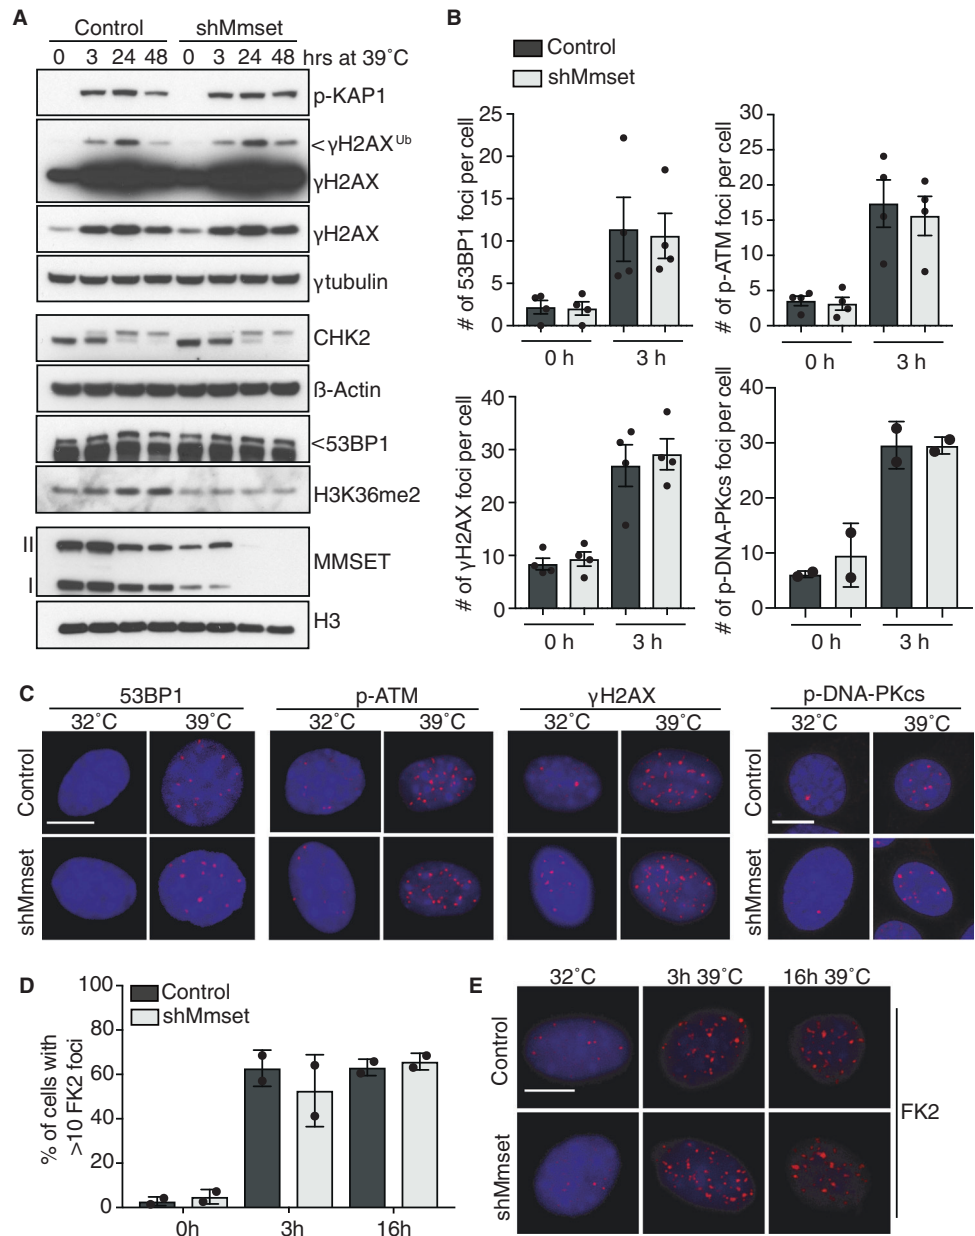 A
Control shMmset
0 3 24 48 0 3 24 48 hrs at 39˚C
p-KAP1
<γH2AXUb
γH2AX
γH2AX
γtubulin
CHK2
ß-Actin
<53BP1
H3K36me2
II
MMSET
I
H3
B
Control
shMmset
# of 53BP1 foci per cell
25
20
15
10
5
0
0 h 3 h
# of p-ATM foci per cell
30
25
20
15
10
5
0
0 h 3 h
# of γH2AX foci per cell
40
30
20
10
0
0 h 3 h
# of p-DNA-PKcs foci per cell
40
30
20
10
0
0 h 3 h
C
53BP1 p-ATM γH2AX p-DNA-PKcs
32˚C 39˚C 32˚C 39˚C 32˚C 39˚C 32˚C 39˚C
Control Control
shMmset shMmset
D
% of cells with
>10 FK2 foci
100
80
60
40
20
0
Control
shMmset
0h 3h 16h
E
32˚C 3h 39˚C 16h 39˚C
Control
shMmset
FK2